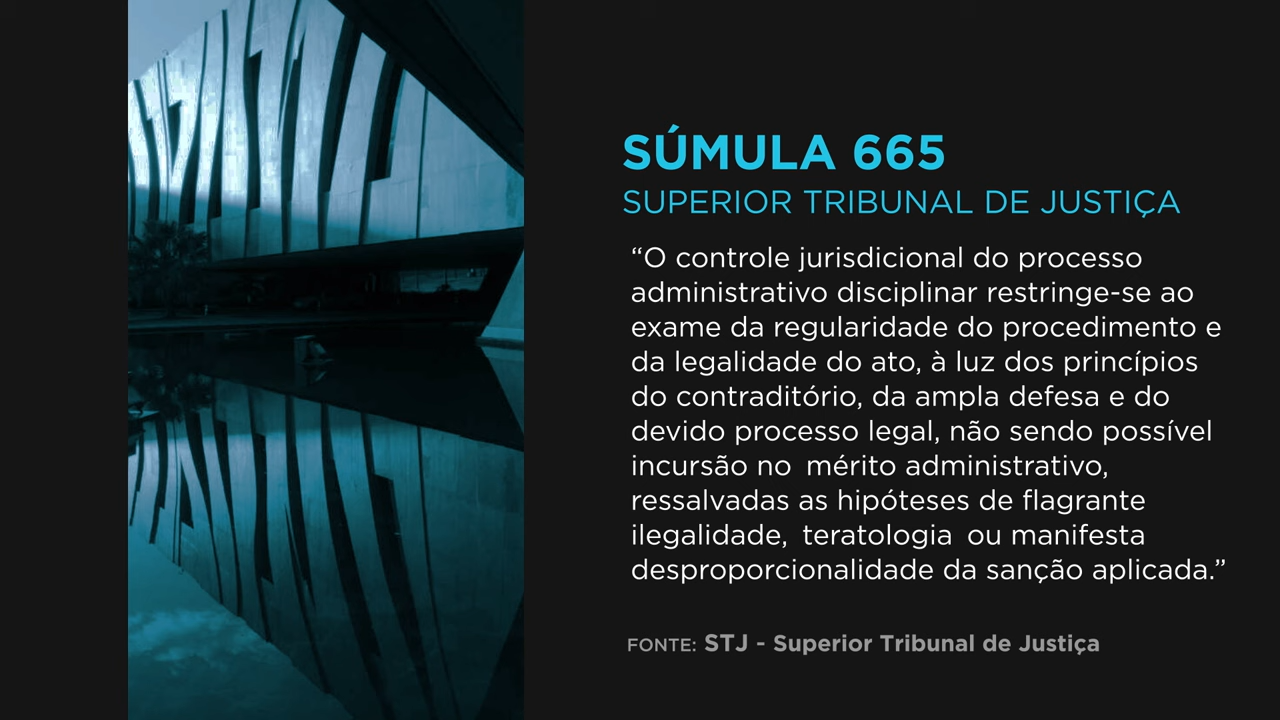 SÚMULA 665
SUPERIOR TRIBUNAL DE JUSTIÇA
“O controle jurisdicional do processo
administrativo disciplinar restringe-se ao
exame da regularidade do procedimento e
da legalidade do ato, à luz dos princípios
do contraditório, da ampla defesa e do
devido processo legal, não sendo possível
incursão no mérito administrativo,
ressalvadas as hipóteses de flagrante
ilegalidade, teratologia ou manifesta
desproporcionalidade da sanção aplicada.”
FONTE: STJ - Superior Tribunal de Justiça